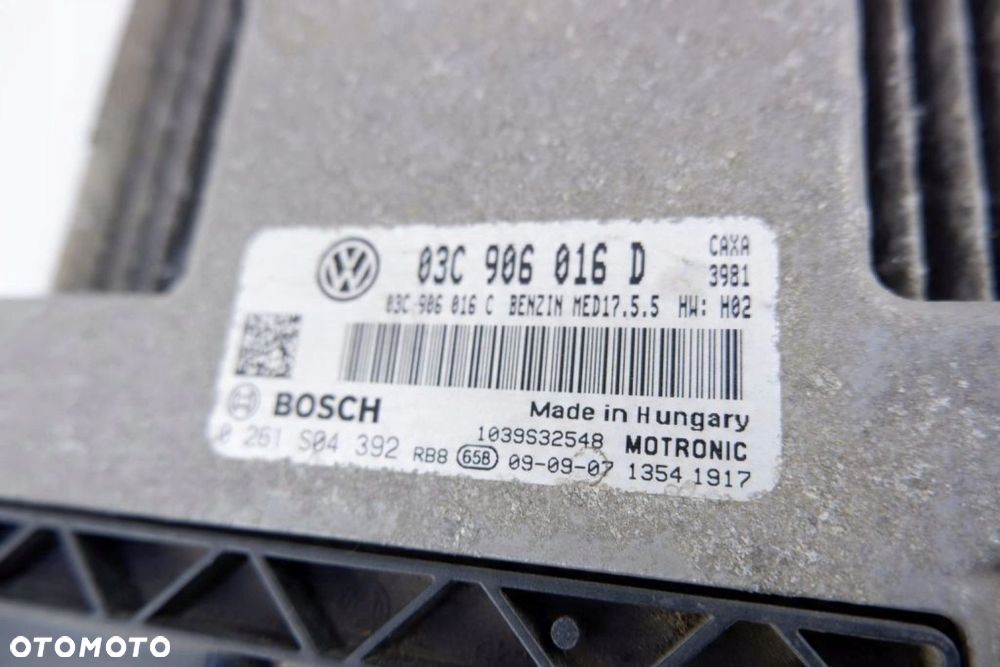 03C 906 016 D CAXA
3981
03C 906 016 C BENZIN MED17.5.5 HW: H02
BOSCH Made in Hungary
1039S32548 MOTRONIC
0 261 S04 392 RB8 658 09-09-07 1354 1917
OTOMOTO